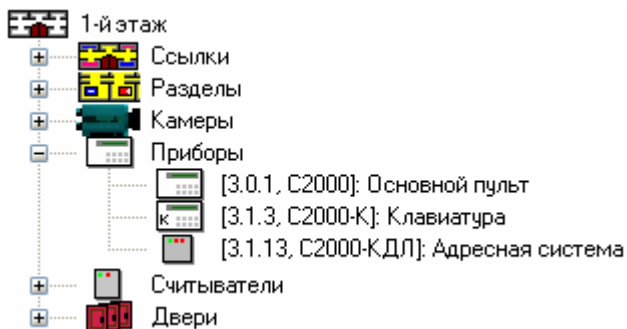 1-й этаж
Ссылки
Разделы
Камеры
Приборы
[3.0.1, С2000]: Основной пульт
К [3.1.3, С2000-К]: Клавиатура
[3.1.13, С2000-КДЛ]: Адресная система
Считыватели
Двери